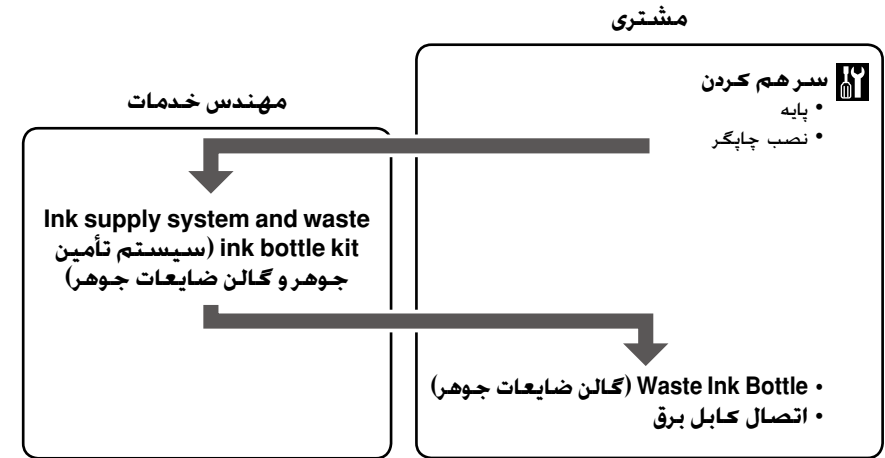 مشتری
سر هم کردن
• پایه
• نصب چاپگر
مهندس خدمات
Ink supply system and waste
ink bottle kit (سیستم تأمین
جوهر و گالن ضایعات جوهر)
• Waste Ink Bottle (گالن ضایعات جوهر)
• اتصال کابل برق